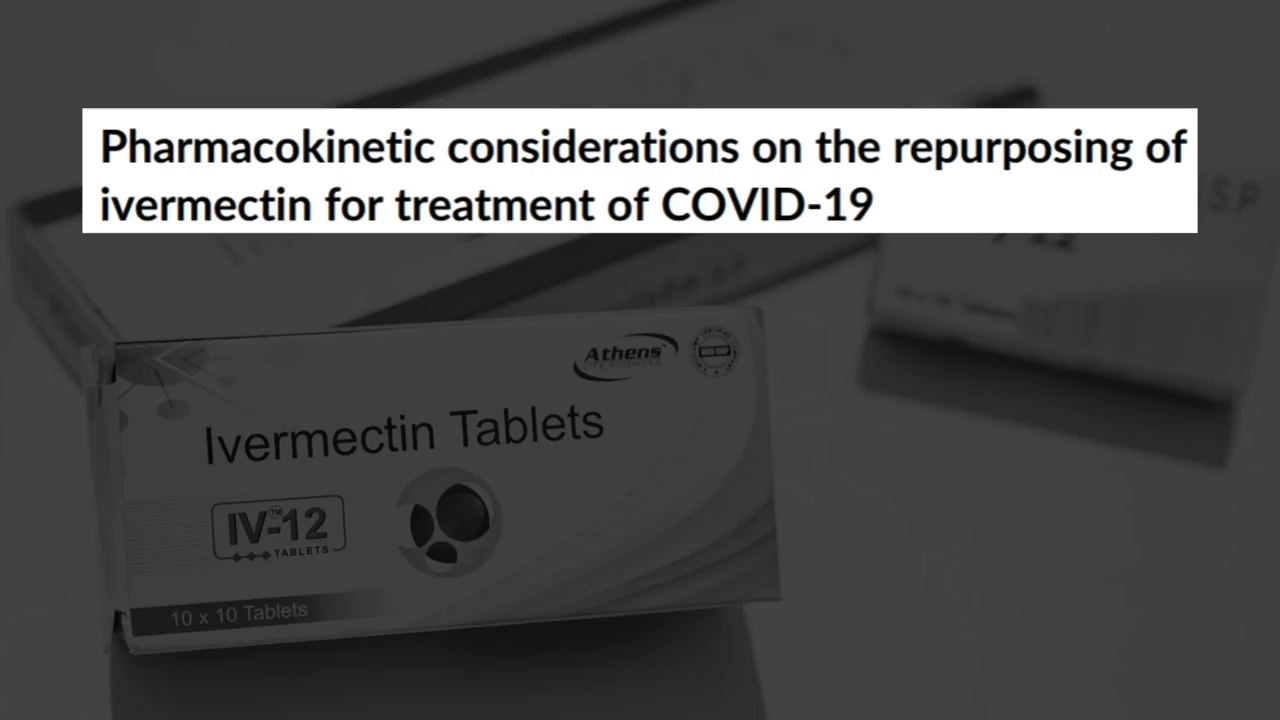 Pharmacokinetic considerations on the repurposing of
ivermectin for treatment of COVID-19
Athens
Ivermectin Tablets
IV-12
TM
TABLETS
10 x 10 Tablets